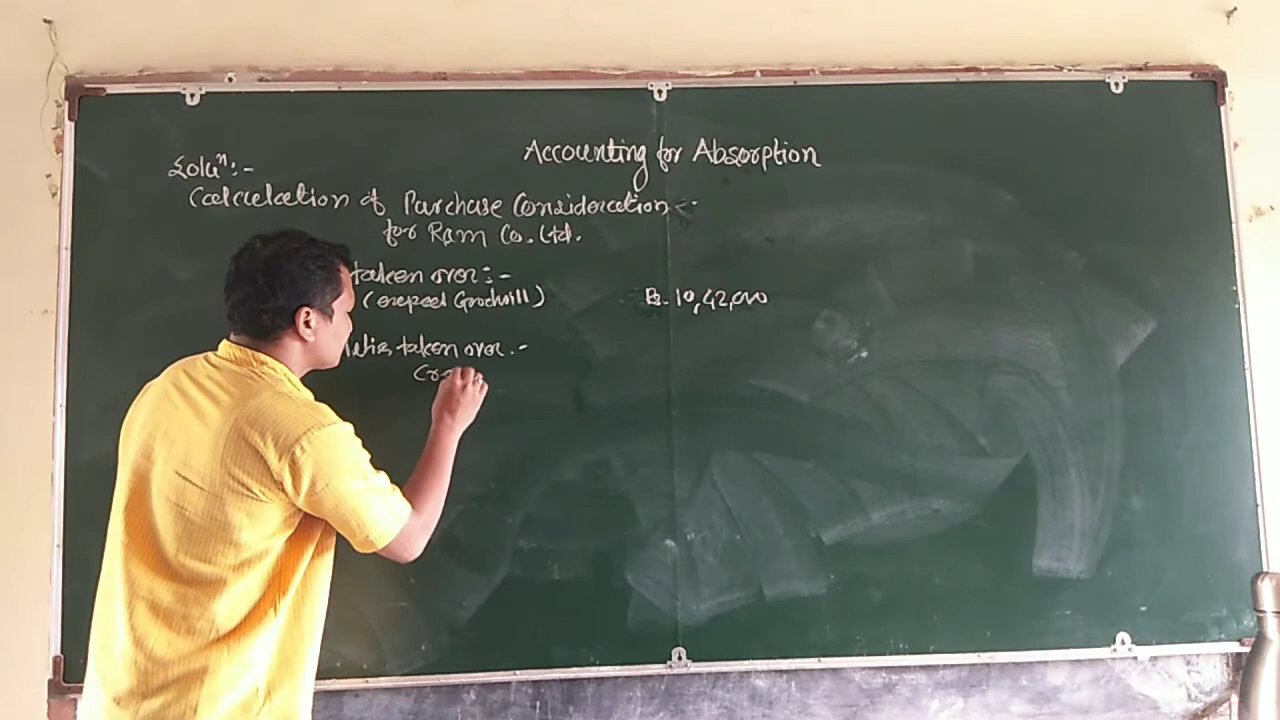 Accounting for Absorption
Soluⁿ:-
Calculation of Purchase Consideration:-
for Ram Co. Ltd.
taken over:-
(except Goodwill) Rs. 10,42,000
taken over:-